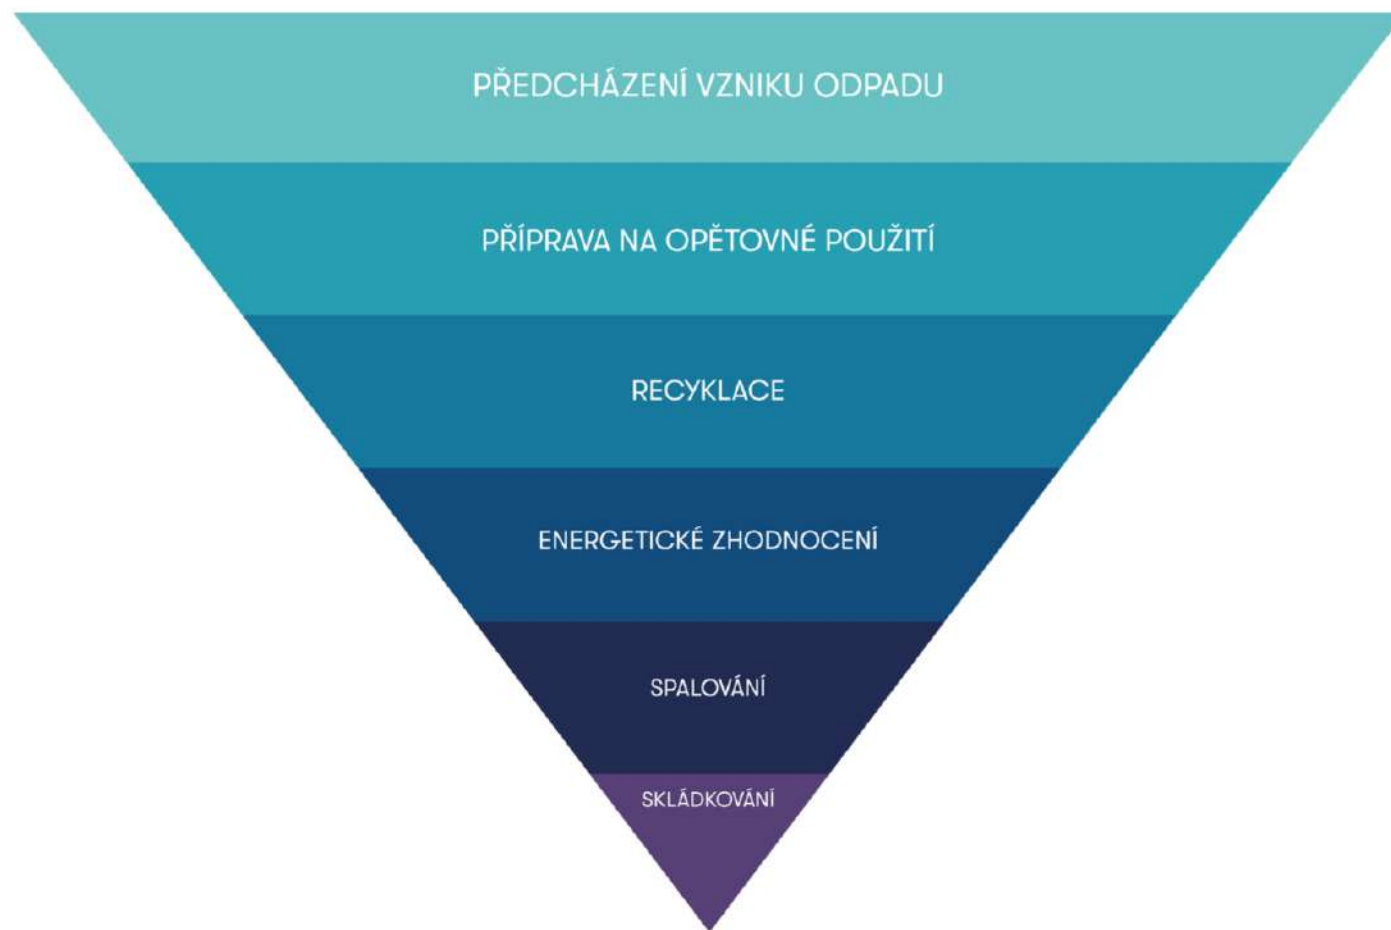 PŘEDCHÁZENÍ VZNIKU ODPADU
PŘÍPRAVA NA OPĚTOVNÉ POUŽITÍ
RECYKLACE
ENERGETICKÉ ZHODNOCENÍ
SPALOVÁNÍ
SKLÁDKOVÁNÍ